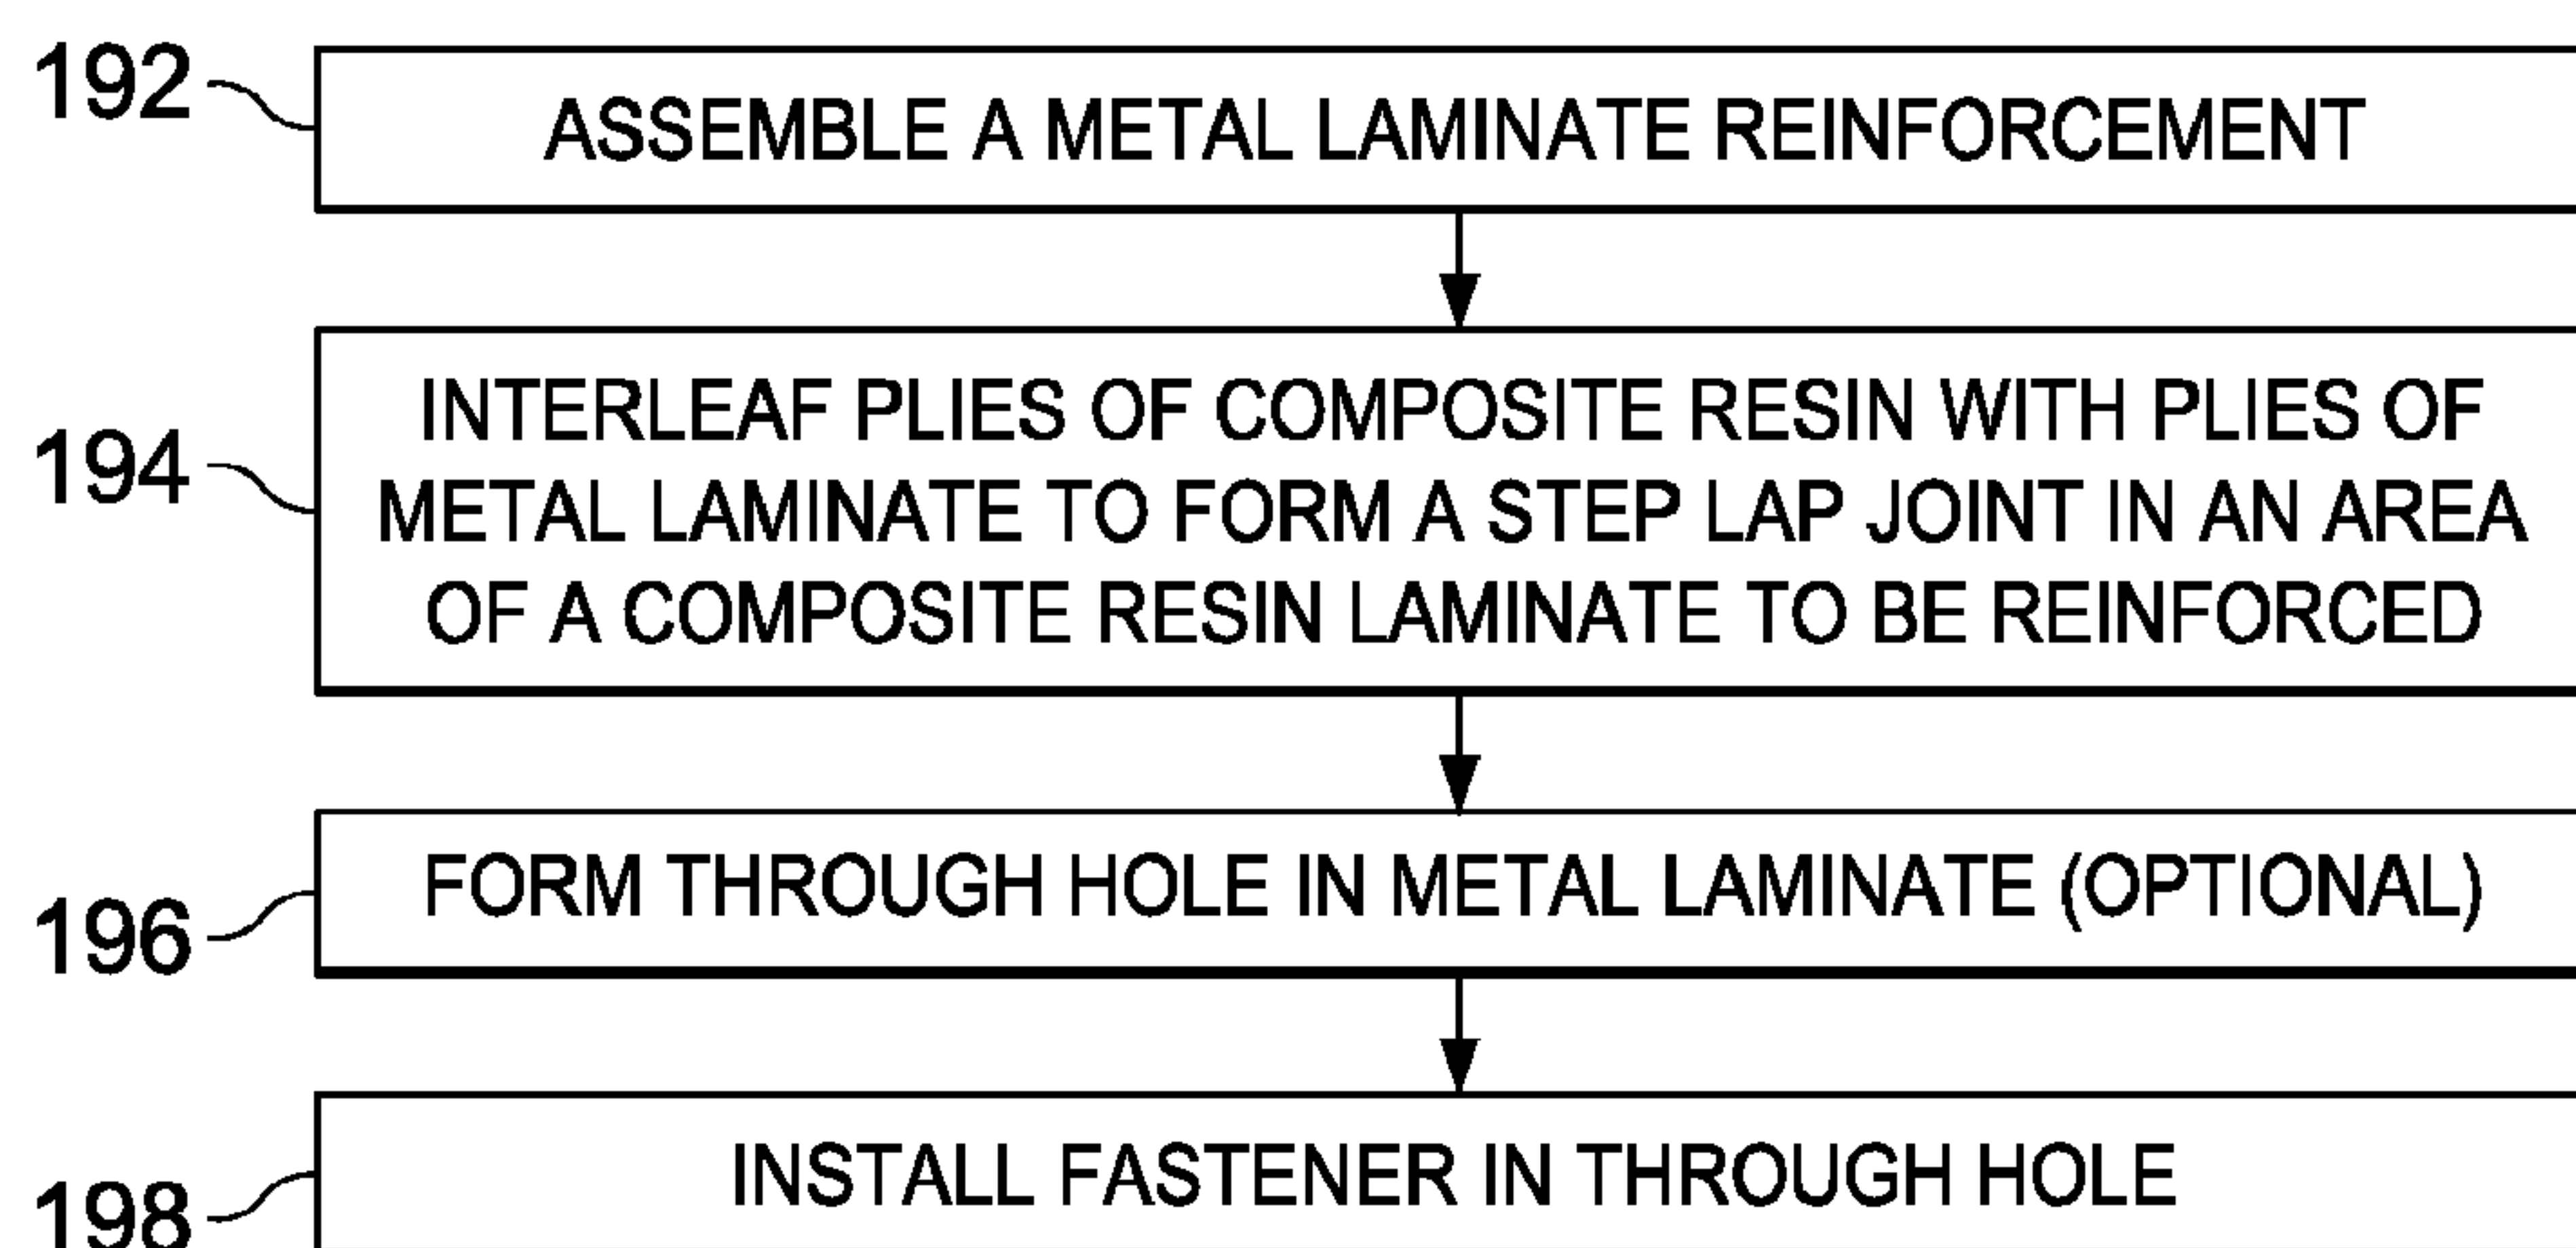 192
ASSEMBLE A METAL LAMINATE REINFORCEMENT
194
INTERLEAF PLIES OF COMPOSITE RESIN WITH PLIES OF
METAL LAMINATE TO FORM A STEP LAP JOINT IN AN AREA
OF A COMPOSITE RESIN LAMINATE TO BE REINFORCED
196
FORM THROUGH HOLE IN METAL LAMINATE (OPTIONAL)
198
INSTALL FASTENER IN THROUGH HOLE